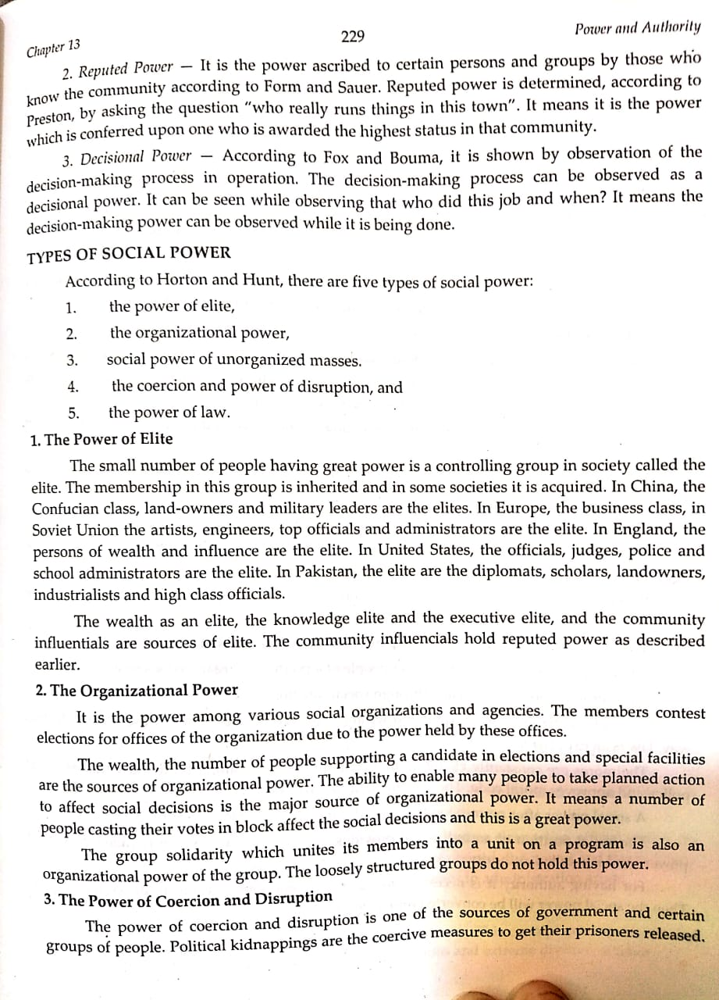 Chapter 13 229 Power and Authority
2. Reputed Power — It is the power ascribed to certain persons and groups by those who
know the community according to Form and Sauer. Reputed power is determined, according to
Preston, by asking the question "who really runs things in this town". It means it is the power
which is conferred upon one who is awarded the highest status in that community.
3. Decisional Power — According to Fox and Bouma, it is shown by observation of the
decision-making process in operation. The decision-making process can be observed as a
decisional power. It can be seen while observing that who did this job and when? It means the
decision-making power can be observed while it is being done.
TYPES OF SOCIAL POWER
According to Horton and Hunt, there are five types of social power:
1. the power of elite,
2. the organizational power,
3. social power of unorganized masses.
4. the coercion and power of disruption, and
5. the power of law.
1. The Power of Elite
The small number of people having great power is a controlling group in society called the
elite. The membership in this group is inherited and in some societies it is acquired. In China, the
Confucian class, land-owners and military leaders are the elites. In Europe, the business class, in
Soviet Union the artists, engineers, top officials and administrators are the elite. In England, the
persons of wealth and influence are the elite. In United States, the officials, judges, police and
school administrators are the elite. In Pakistan, the elite are the diplomats, scholars, landowners,
industrialists and high class officials.
The wealth as an elite, the knowledge elite and the executive elite, and the community
influentials are sources of elite. The community influencials hold reputed power as described
earlier.
2. The Organizational Power
It is the power among various social organizations and agencies. The members contest
elections for offices of the organization due to the power held by these offices.
The wealth, the number of people supporting a candidate in elections and special facilities
are the sources of organizational power. The ability to enable many people to take planned action
to affect social decisions is the major source of organizational power. It means a number of
people casting their votes in block affect the social decisions and this is a great power.
The group solidarity which unites its members into a unit on a program is also an
organizational power of the group. The loosely structured groups do not hold this power.
3. The Power of Coercion and Disruption
The power of coercion and disruption is one of the sources of government and certain
groups of people. Political kidnappings are the coercive measures to get their prisoners released.